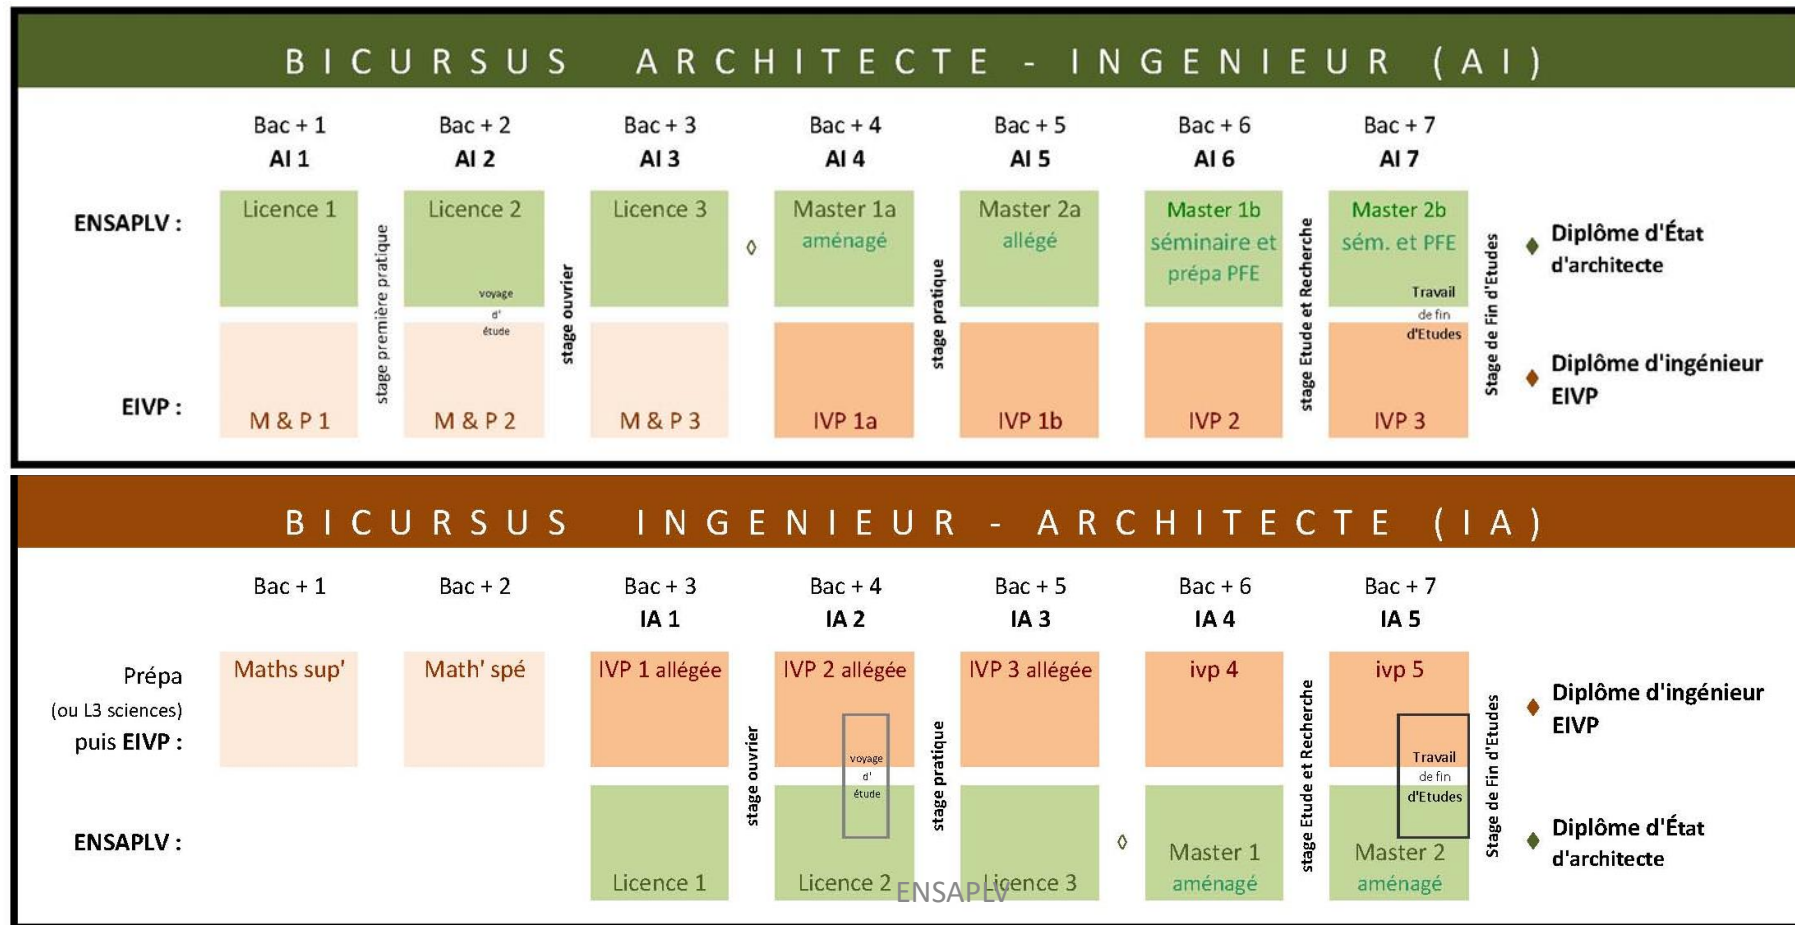 BICURSUS ARCHITECTE - INGENIEUR (AI)
Bac + 1 Bac + 2 Bac + 3 Bac + 4 Bac + 5 Bac + 6 Bac + 7
AI 1 AI 2 AI 3 AI 4 AI 5 AI 6 AI 7
ENSAPLV :
Licence 1
Licence 2
Licence 3
Master 1a
aménagé
Master 2a
allégé
Master 1b
séminaire et
prépa PFE
Master 2b
sém. et PFE
voyage
d'
étude
Travail
de fin
d'Etudes
stage première pratique
stage ouvrier
stage pratique
stage Etude et Recherche
Stage de Fin d'Etudes
Diplôme d'État
d'architecte
EIVP :
M & P 1
M & P 2
M & P 3
IVP 1a
IVP 1b
IVP 2
IVP 3
Diplôme d'ingénieur
EIVP
BICURSUS INGENIEUR - ARCHITECTE (IA)
Bac + 1 Bac + 2 Bac + 3 Bac + 4 Bac + 5 Bac + 6 Bac + 7
IA 1 IA 2 IA 3 IA 4 IA 5
Prépa
(ou L3 sciences)
puis EIVP :
Maths sup'
Math' spé
IVP 1 allégée
IVP 2 allégée
IVP 3 allégée
ivp 4
ivp 5
stage ouvrier
voyage
d'
étude
stage pratique
stage Etude et Recherche
Travail
de fin
d'Etudes
Stage de Fin d'Etudes
Diplôme d'ingénieur
EIVP
ENSAPLV :
Licence 1
Licence 2
Licence 3
Master 1
aménagé
Master 2
aménagé
Diplôme d'État
d'architecte
ENSAPLV